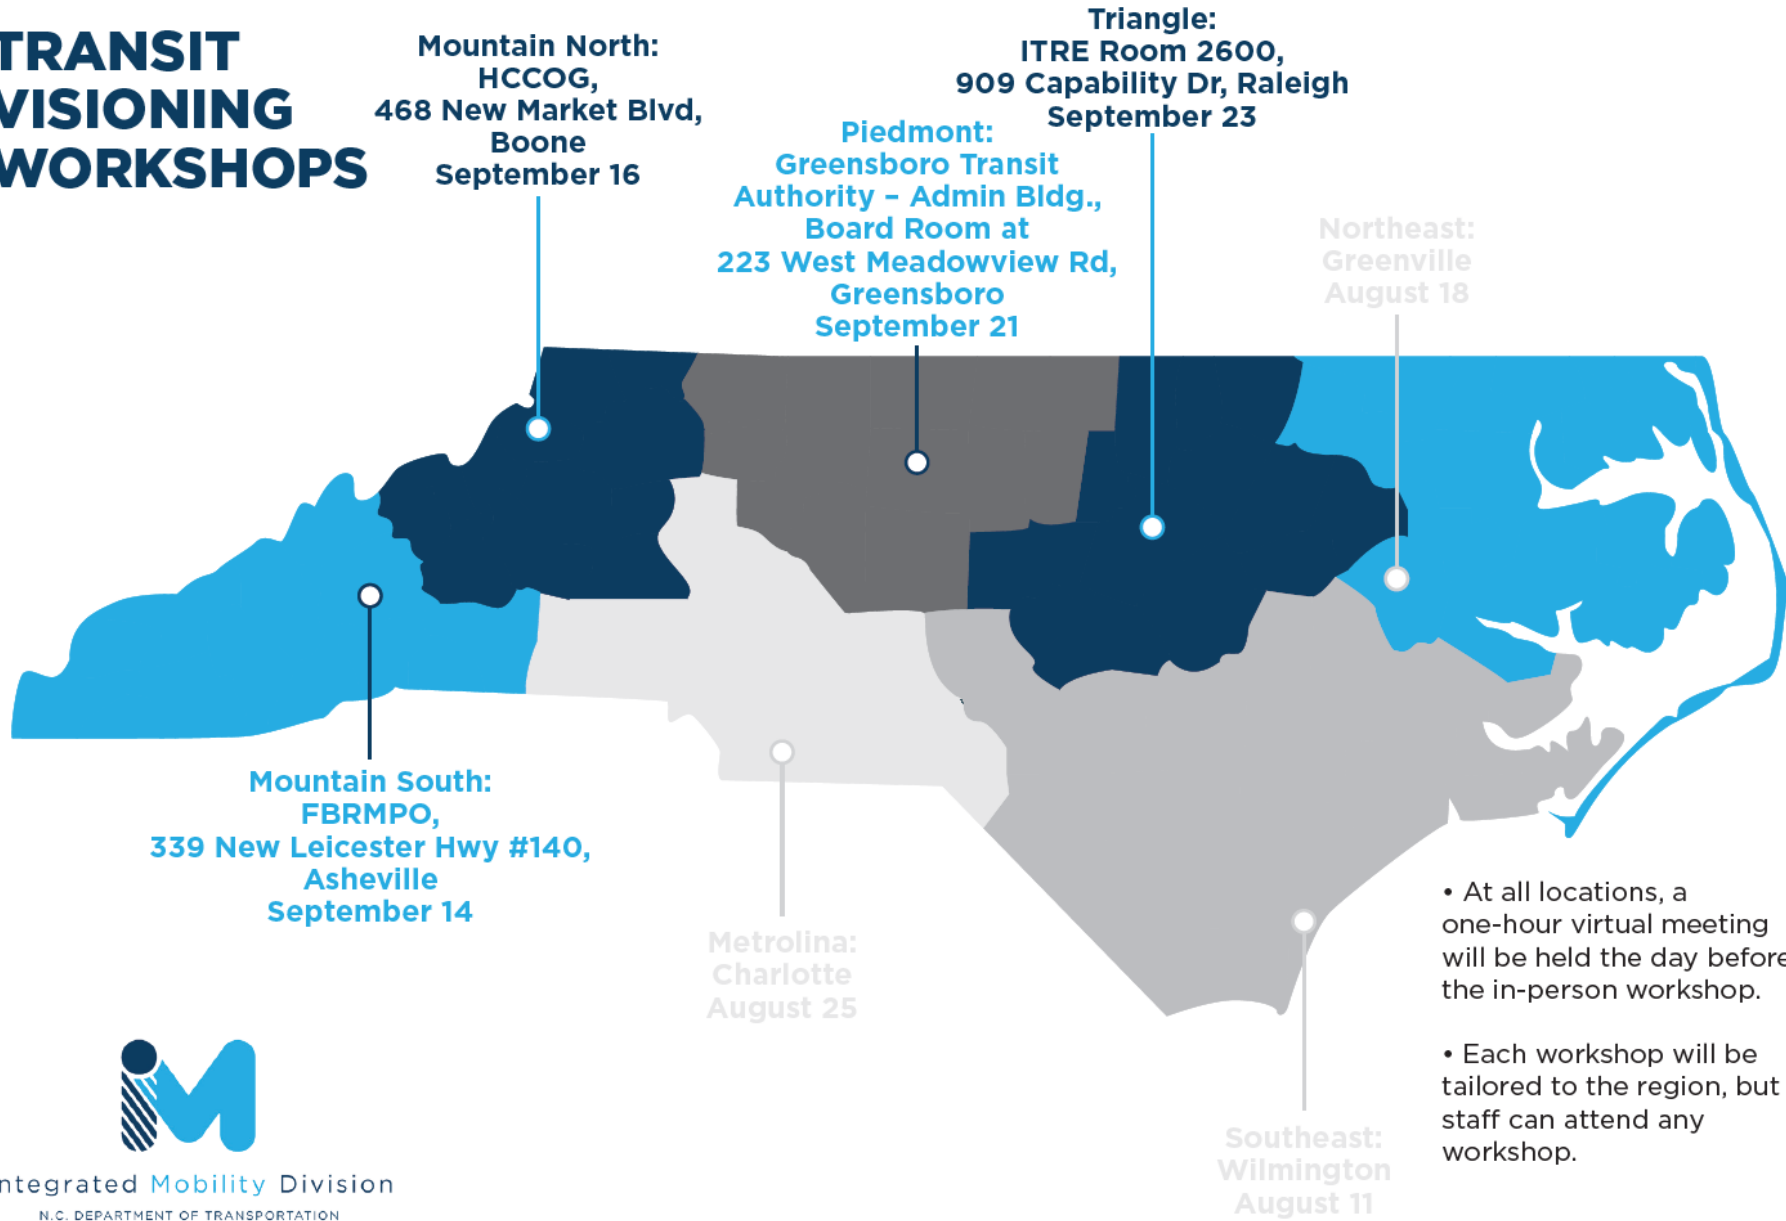 TRANSIT
VISIONING
WORKSHOPS
Mountain North:
HCCOG,
468 New Market Blvd,
Boone
September 16
Triangle:
ITRE Room 2600,
909 Capability Dr, Raleigh
September 23
Piedmont:
Greensboro Transit
Authority – Admin Bldg.,
Board Room at
223 West Meadowview Rd,
Greensboro
September 21
Northeast:
Greenville
August 18
Mountain South:
FBRMPO,
339 New Leicester Hwy #140,
Asheville
September 14
Metrolina:
Charlotte
August 25
Southeast:
Wilmington
August 11
• At all locations, a
one-hour virtual meeting
will be held the day before
the in-person workshop.
• Each workshop will be
tailored to the region, but
staff can attend any
workshop.
iM
ntegrated Mobility Division
N.C. DEPARTMENT OF TRANSPORTATION